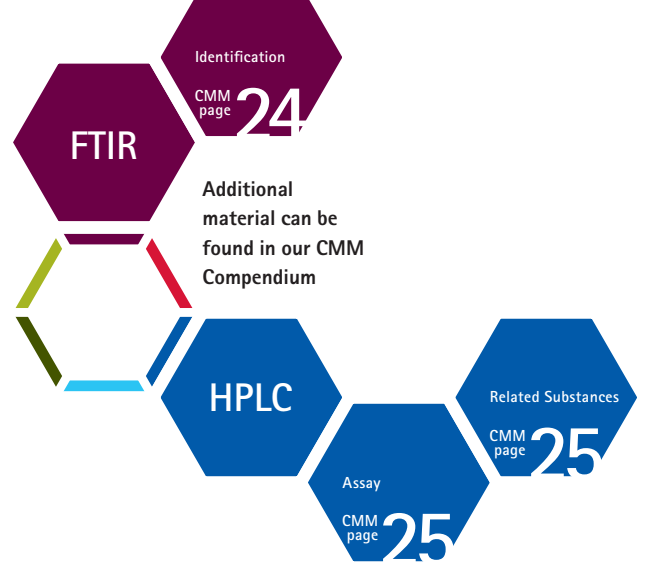 Identification
CMM
page 24
FTIR
Additional
material can be
found in our CMM
Compendium
HPLC
Related Substances
CMM
page 25
Assay
CMM
page 25